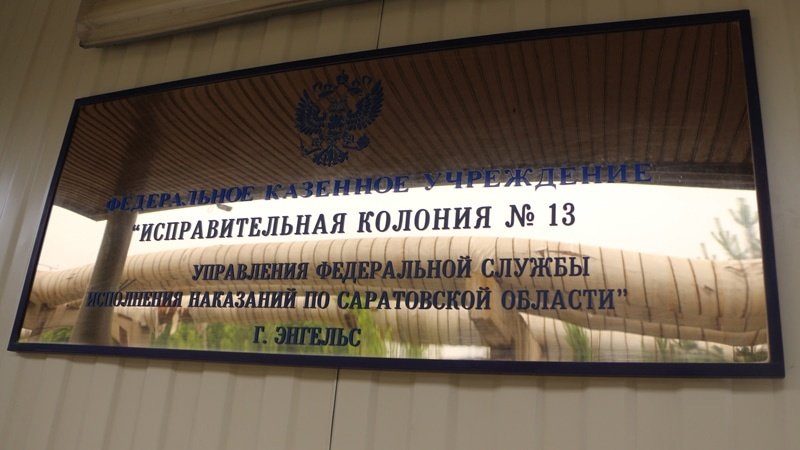 ФЕДЕРАЛЬНОЕ КАЗЕННОЕ УЧРЕЖДЕНИЕ
“ИСПРАВИТЕЛЬНАЯ КОЛОНИЯ № 13
УПРАВЛЕНИЯ ФЕДЕРАЛЬНОЙ СЛУЖБЫ
ИСПОЛНЕНИЯ НАКАЗАНИЙ ПО САРАТОВСКОЙ ОБЛАСТИ”
Г. ЭНГЕЛЬС